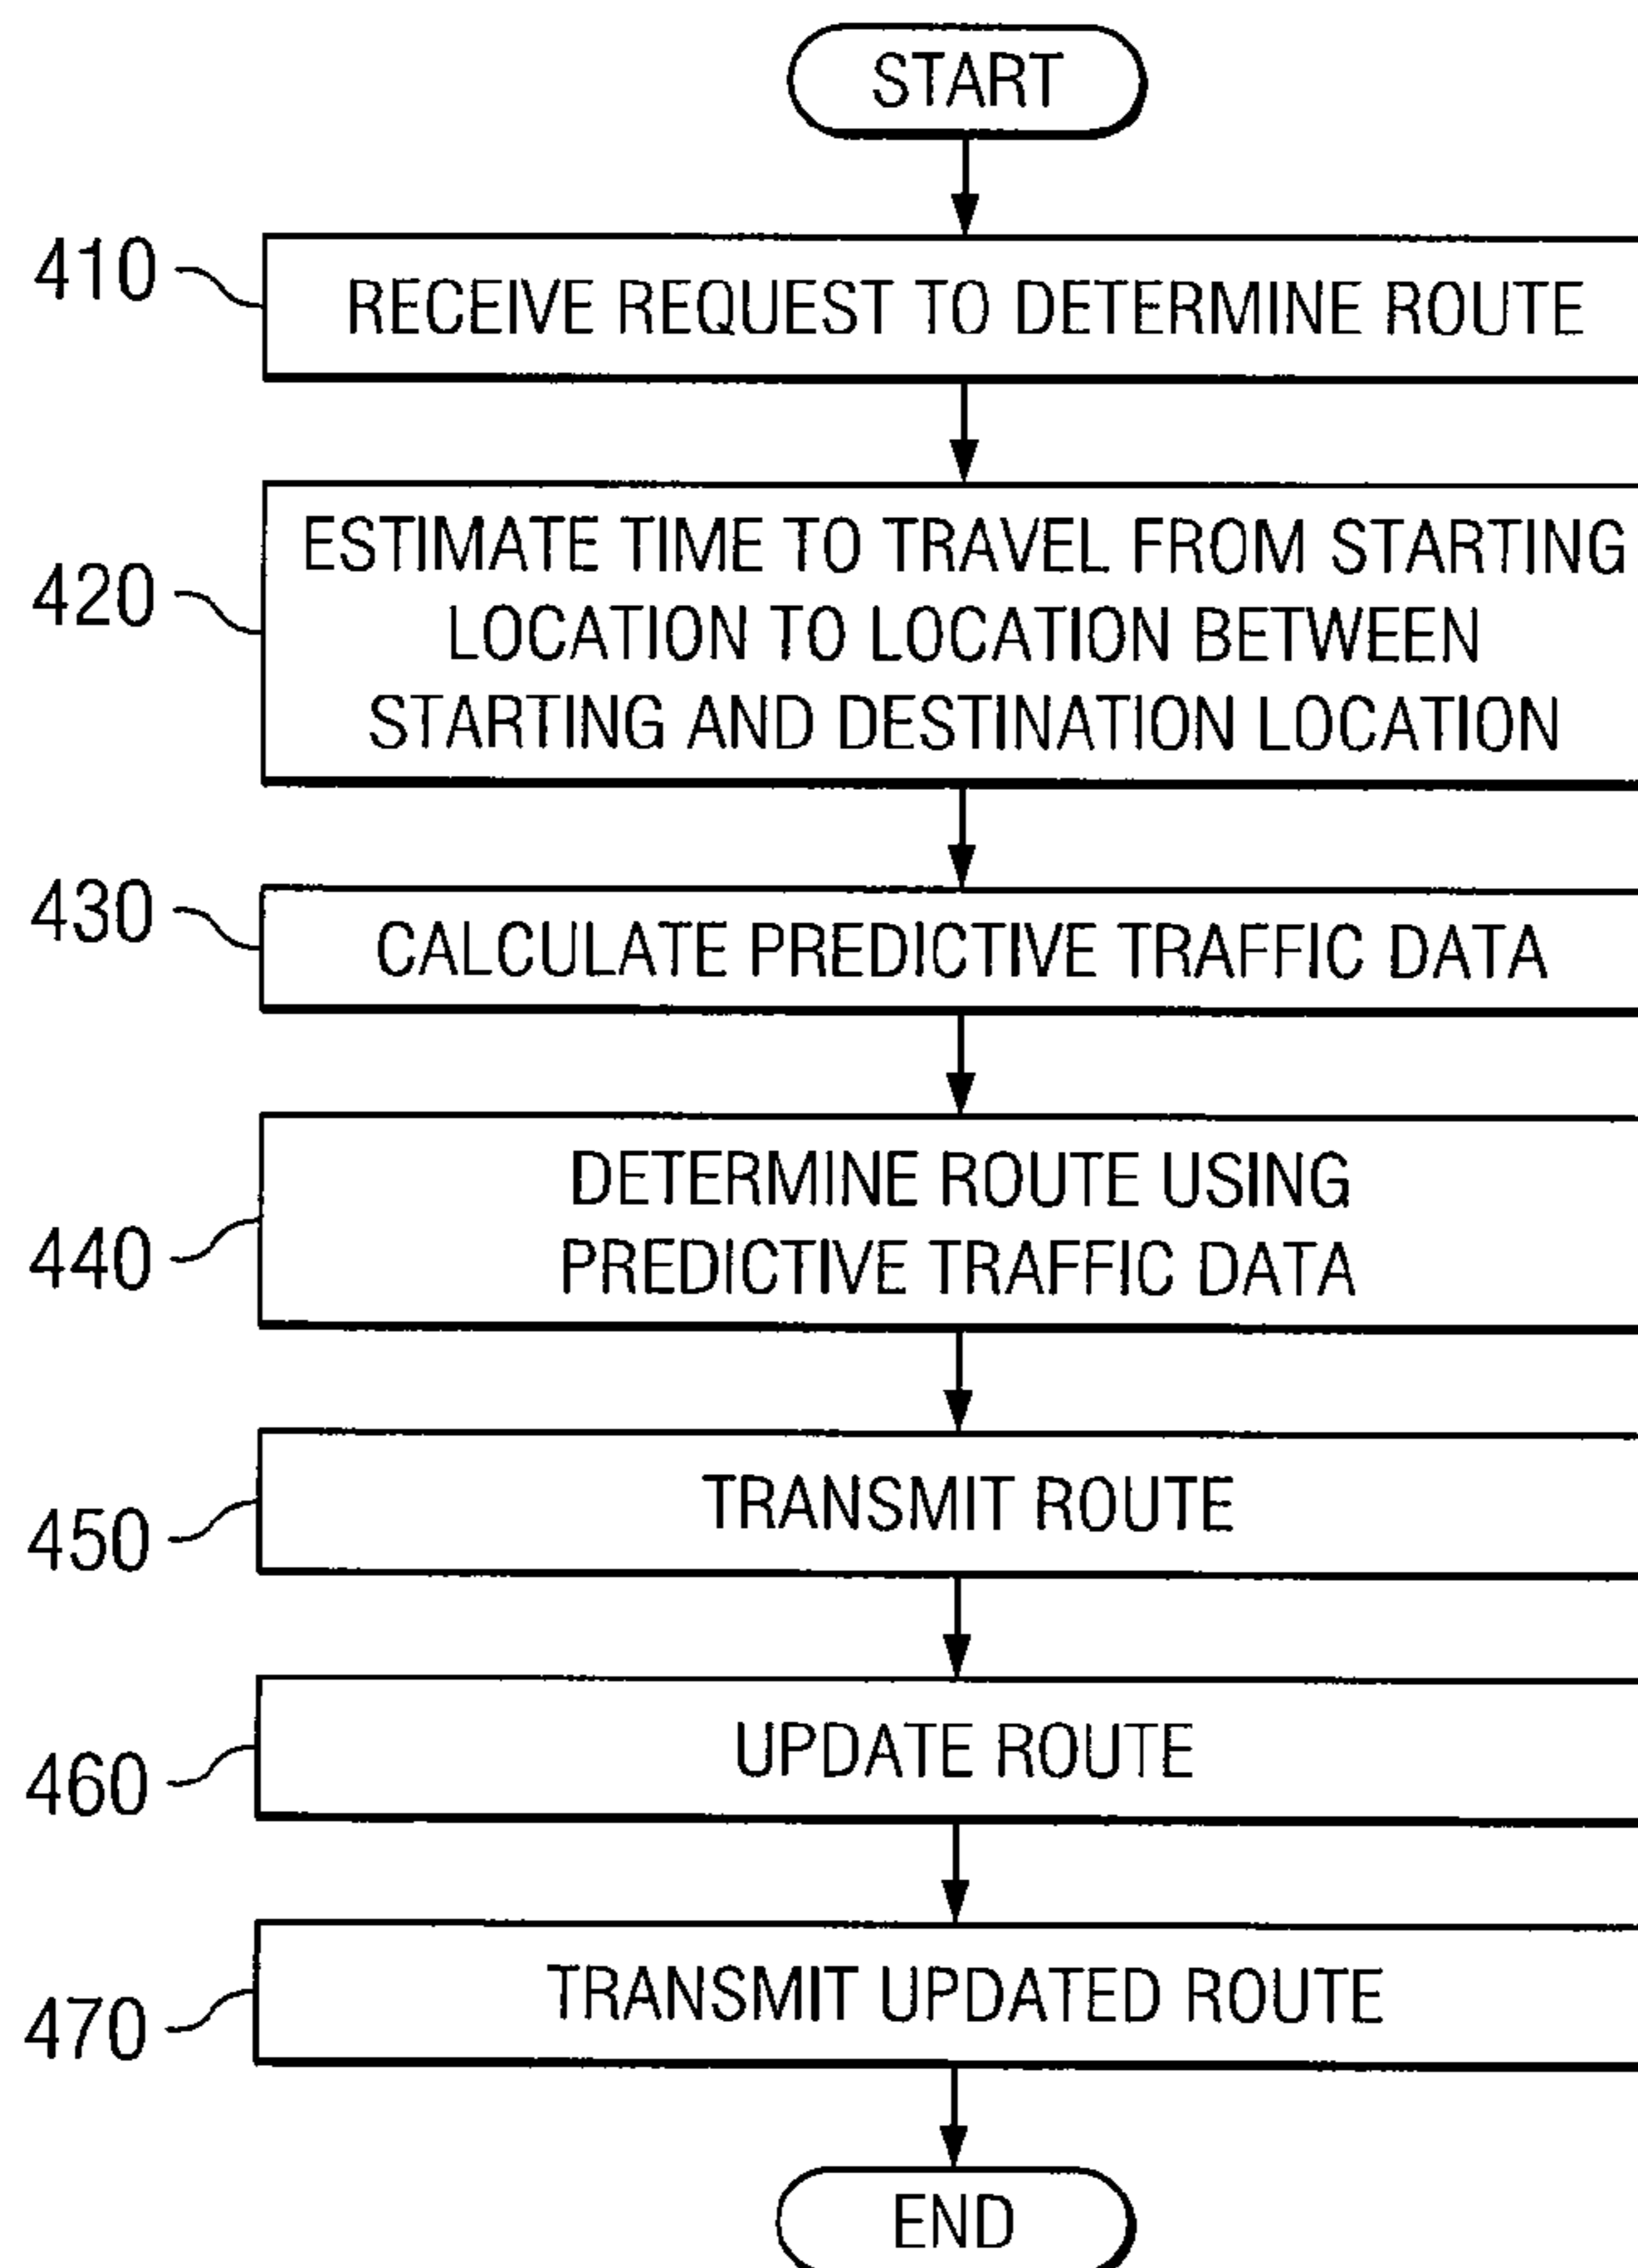 START
410
RECEIVE REQUEST TO DETERMINE ROUTE
420
ESTIMATE TIME TO TRAVEL FROM STARTING
LOCATION TO LOCATION BETWEEN
STARTING AND DESTINATION LOCATION
430
CALCULATE PREDICTIVE TRAFFIC DATA
440
DETERMINE ROUTE USING
PREDICTIVE TRAFFIC DATA
450
TRANSMIT ROUTE
460
UPDATE ROUTE
470
TRANSMIT UPDATED ROUTE
END